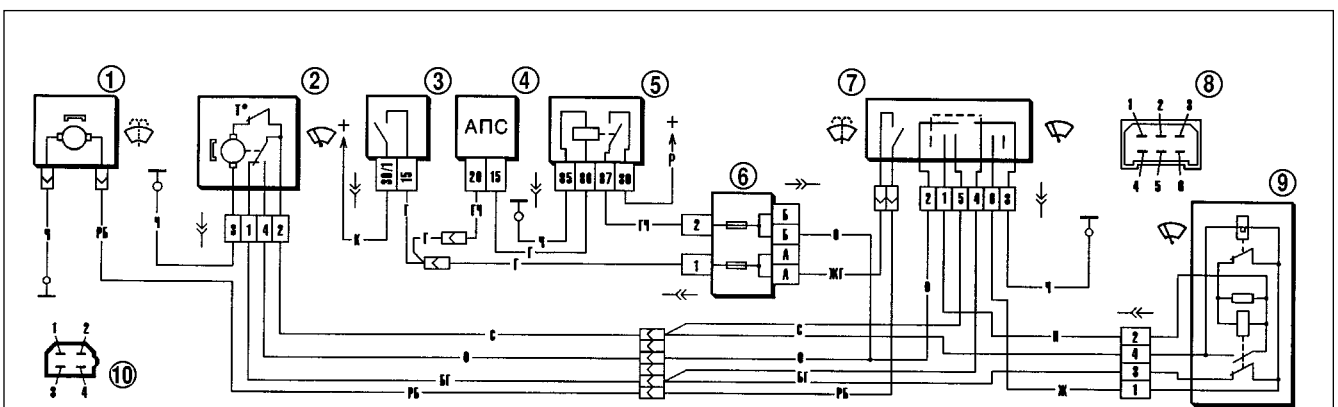 1 2 3 4 5 7 8
Т° АПС 1 2 3
4 5 6
+ 30/1 15 20 15 85 86 87 30 + Р
6 9
Ч РБ Ч К Г ГЧ Г Г Ч ГЧ
2 Б Б О
1 А А ЖГ
3 1 4 2
2 1 5 4 6 3
О Ч
1 2 3 4
10
С С
О О
БГ БГ
РБ РБ
Ж
2
4
3
1